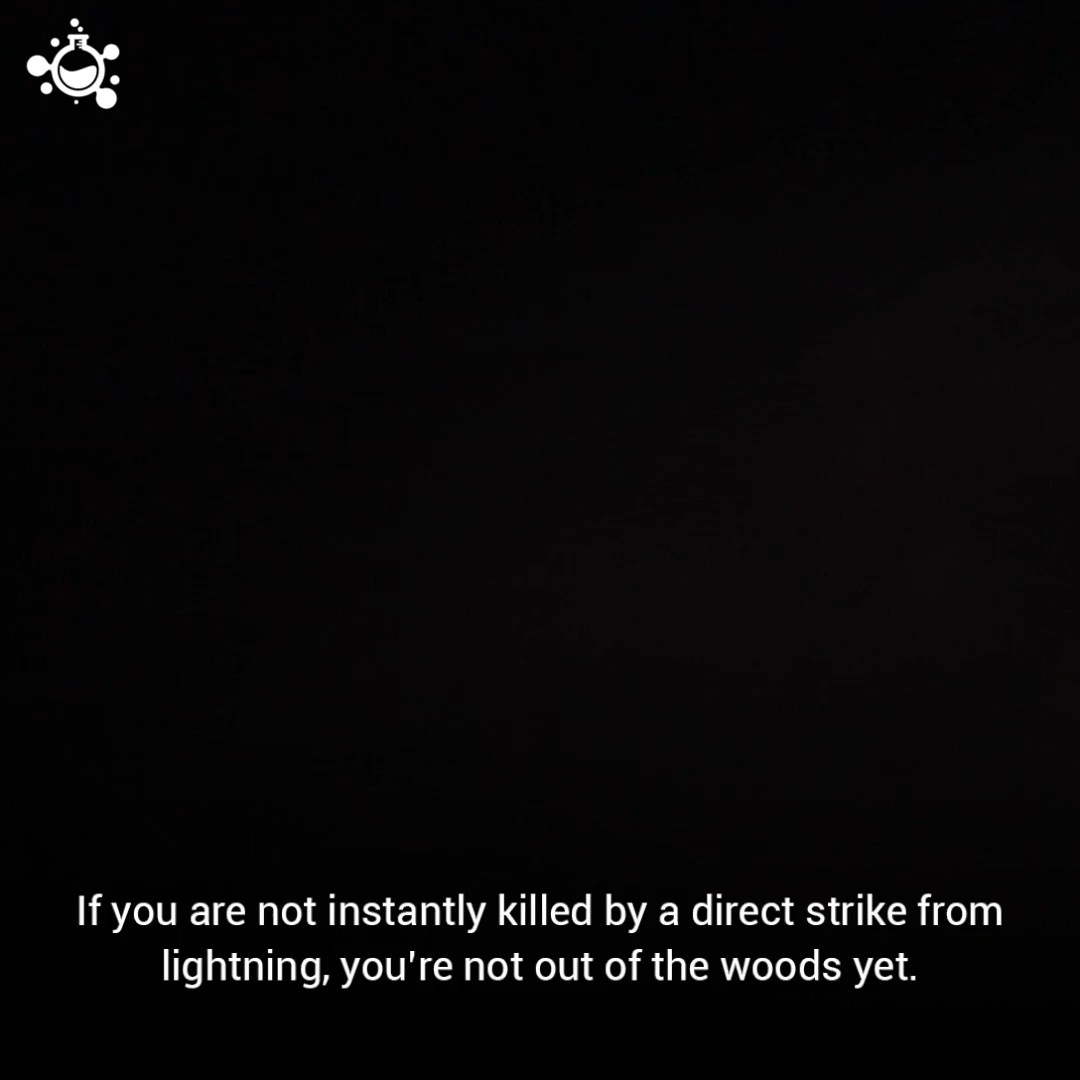 If you are not instantly killed by a direct strike from
lightning, you're not out of the woods yet.